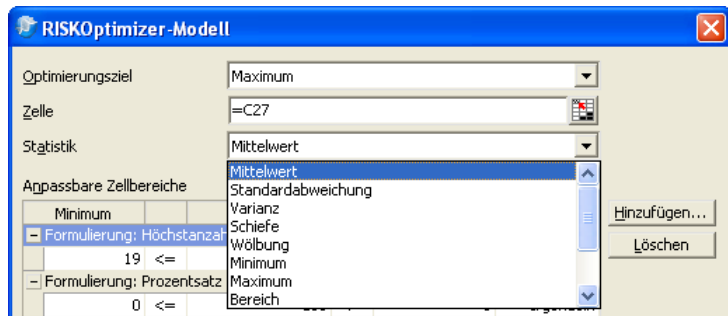 RISKOptimizer-Modell
Optimierungsziel Maximum
Zelle =C27
Statistik Mittelwert
Mittelwert
Standardabweichung
Varianz
Schiefe
Wölbung
Minimum
Maximum
Bereich
Anpassbare Zellbereiche
Minimum
Hinzufügen...
Formulierung: Höchstanzah
Löschen
19 <=
Formulierung: Prozentsatz
0 <=